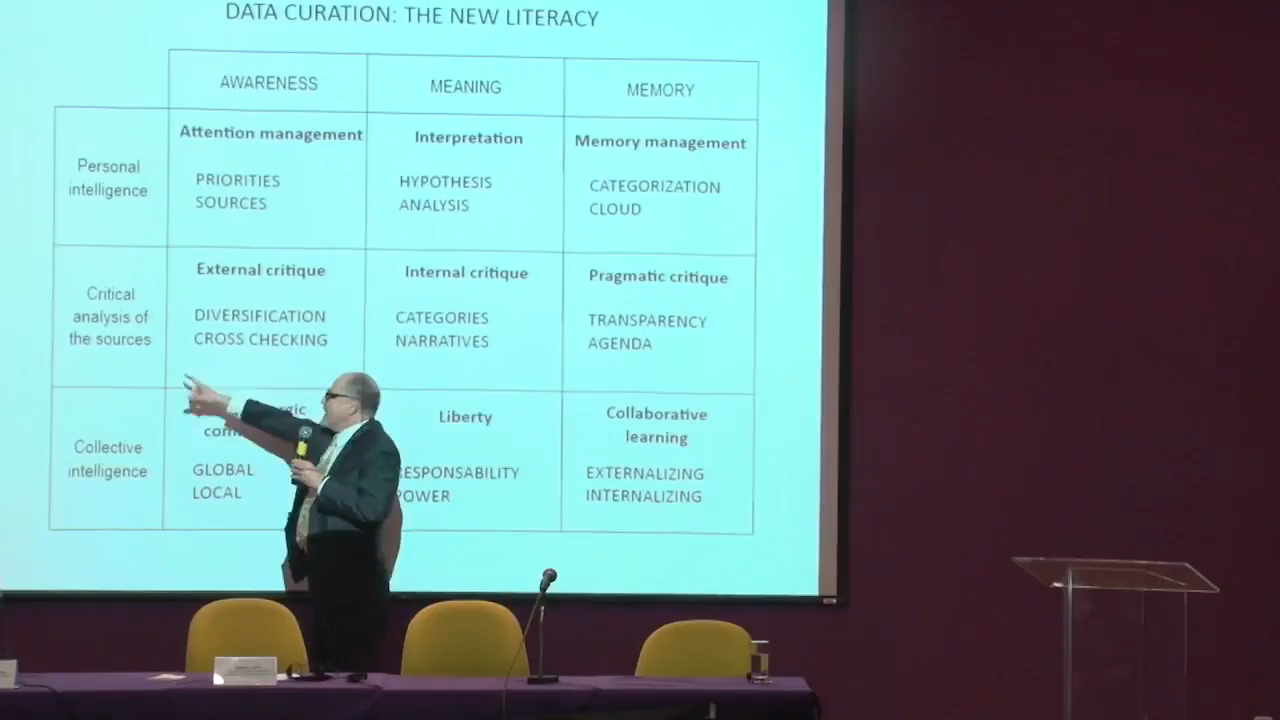 DATA CURATION: THE NEW LITERACY
AWARENESS
MEANING
MEMORY
Personal
intelligence
Attention management
PRIORITIES
SOURCES
Interpretation
HYPOTHESIS
ANALYSIS
Memory management
CATEGORIZATION
CLOUD
Critical
analysis of
the sources
External critique
DIVERSIFICATION
CROSS CHECKING
Internal critique
CATEGORIES
NARRATIVES
Pragmatic critique
TRANSPARENCY
AGENDA
Collective
intelligence
GLOBAL
LOCAL
Liberty
RESPONSABILITY
POWER
Collaborative
learning
EXTERNALIZING
INTERNALIZING